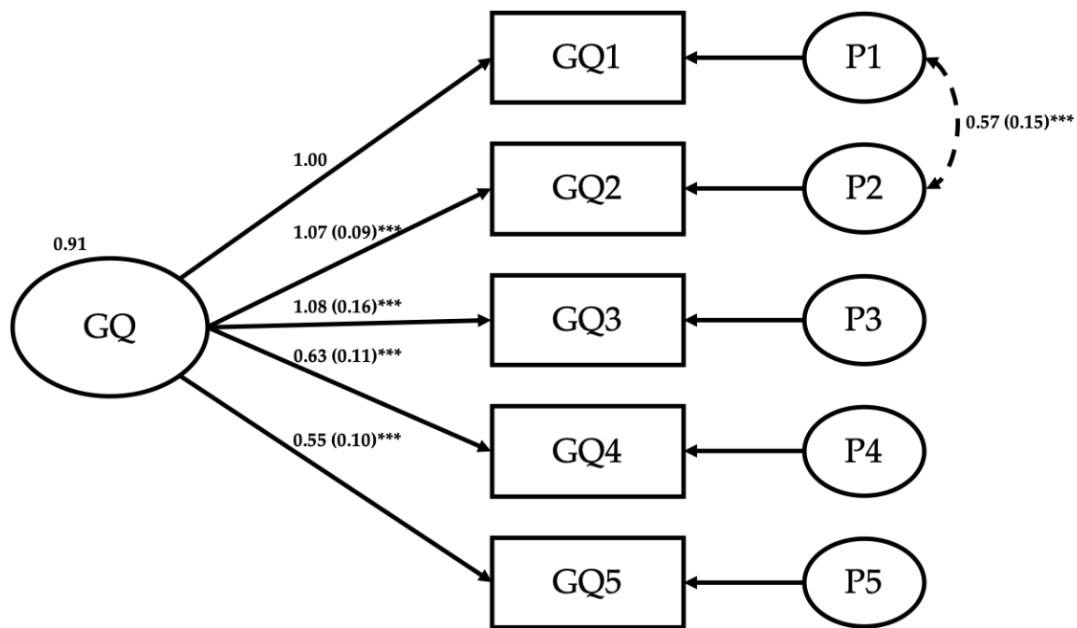 GQ1
P1
0.57 (0.15)***
1.00
GQ2
P2
1.07 (0.09)***
0.91
GQ
1.08 (0.16)***
GQ3
P3
0.63 (0.11)***
GQ4
P4
0.55 (0.10)***
GQ5
P5